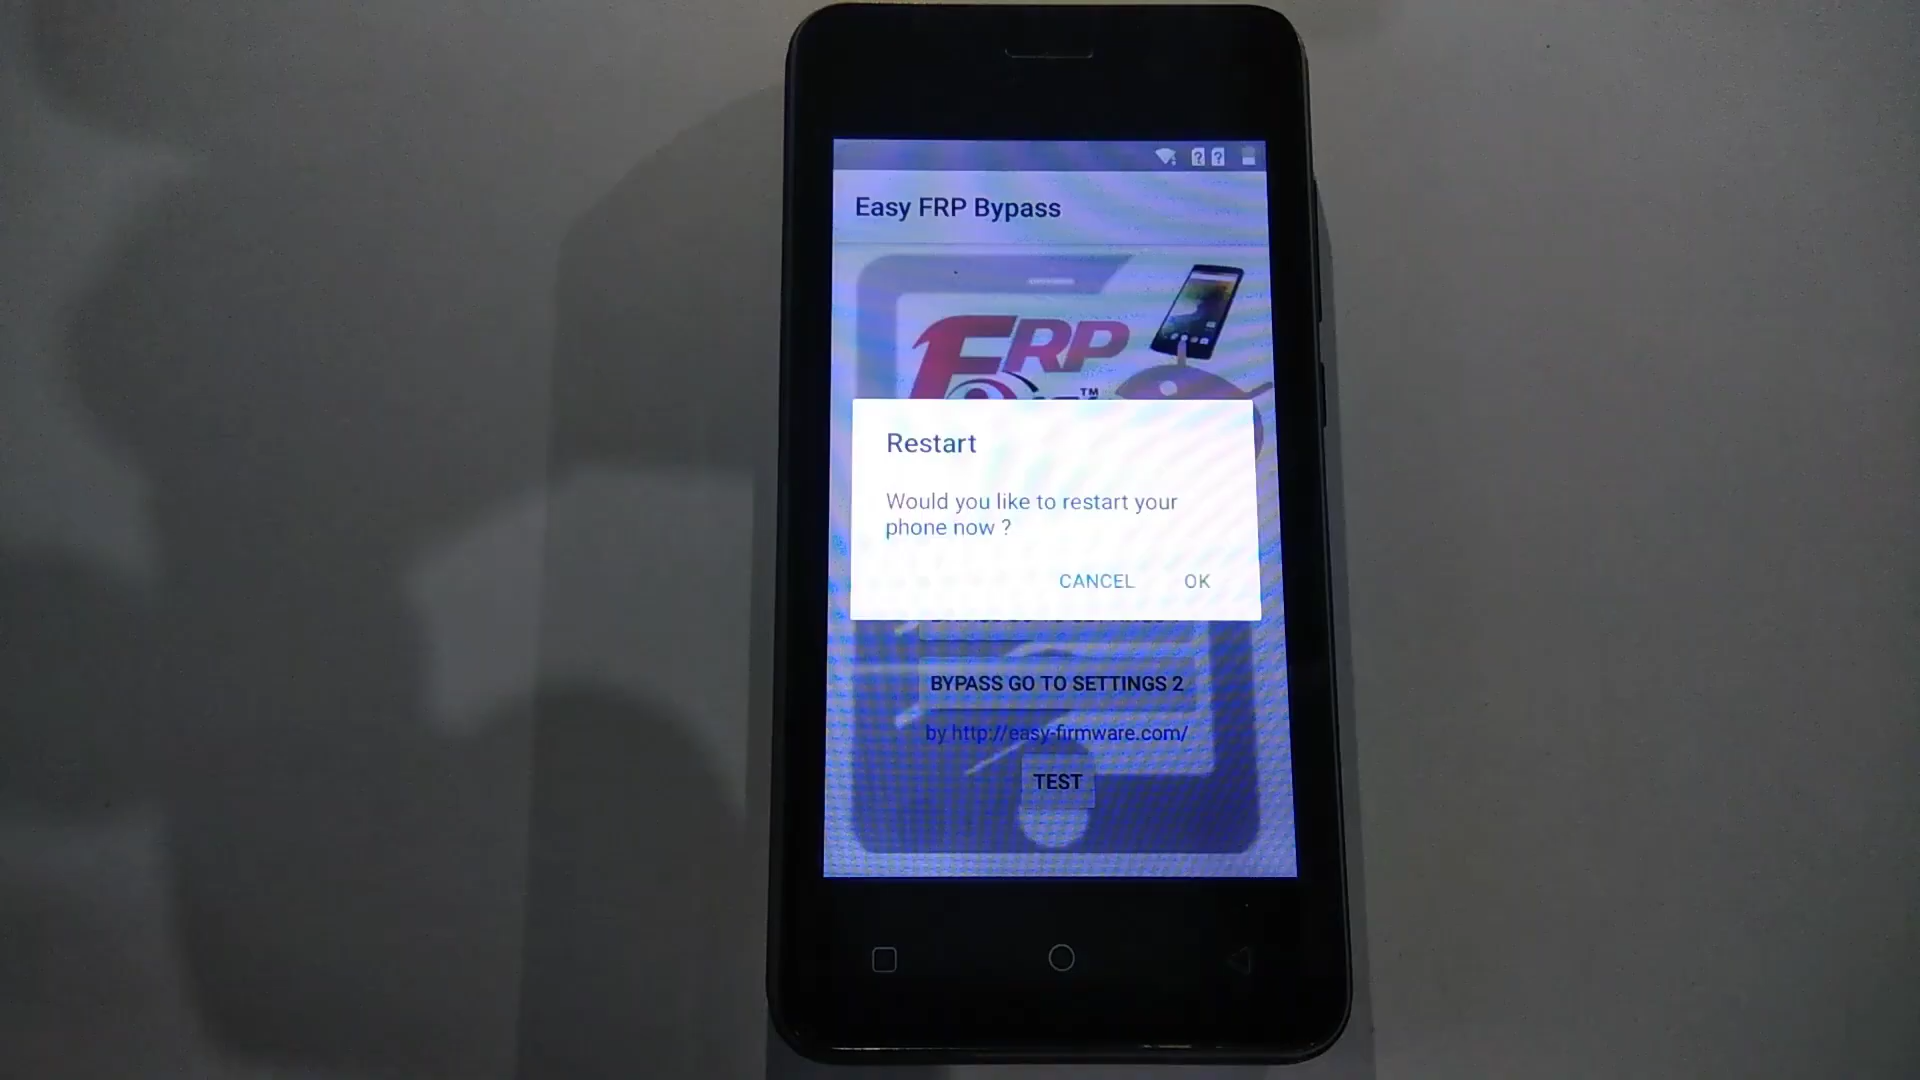 Easy FRP Bypass
FRP
TM
Restart
Would you like to restart your
phone now ?
CANCEL
OK
BYPASS GO TO SETTINGS 2
by http://easy-firmware.com/
TEST